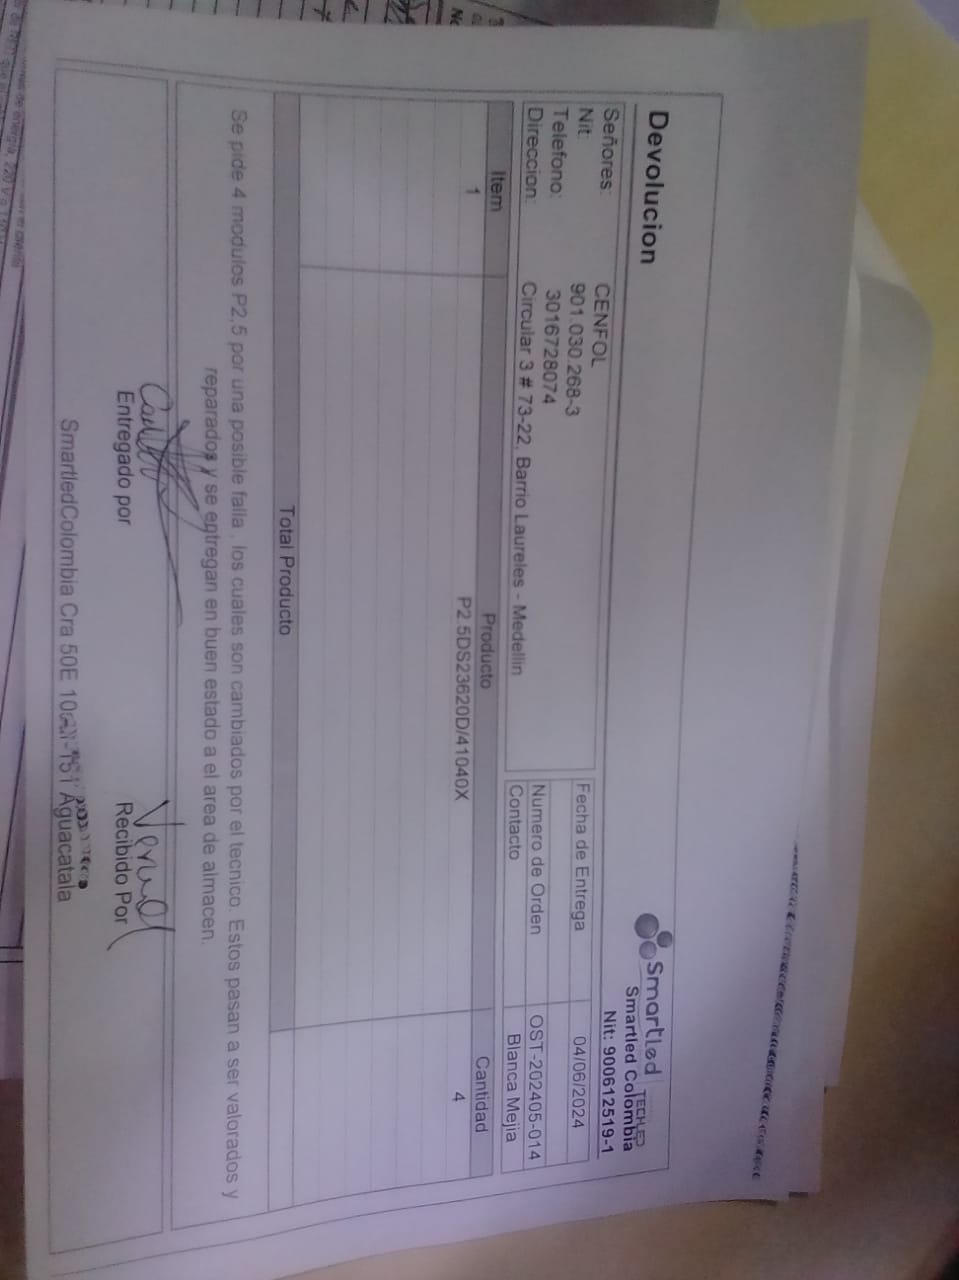 Devolucion
Smartled TECHLED
Smartled Colombia
Nit: 900612519-1
Señores: CENFOL
Nit: 901.030.268-3
Telefono: 3016728074
Direccion: Circular 3 # 73-22, Barrio Laureles - Medellin
Fecha de Entrega 04/06/2024
Numero de Orden OST-202405-014
Contacto Blanca Mejia
Item Producto Cantidad
1 P2.5DS23620D/41040X 4
Total Producto
Se pide 4 modulos P2,5 por una posible falla , los cuales son cambiados por el tecnico. Estos pasan a ser valorados y
reparados y se entregan en buen estado a el area de almacen.
Entregado por Recibido Por
SmartledColombia Cra 50E Aguacatala